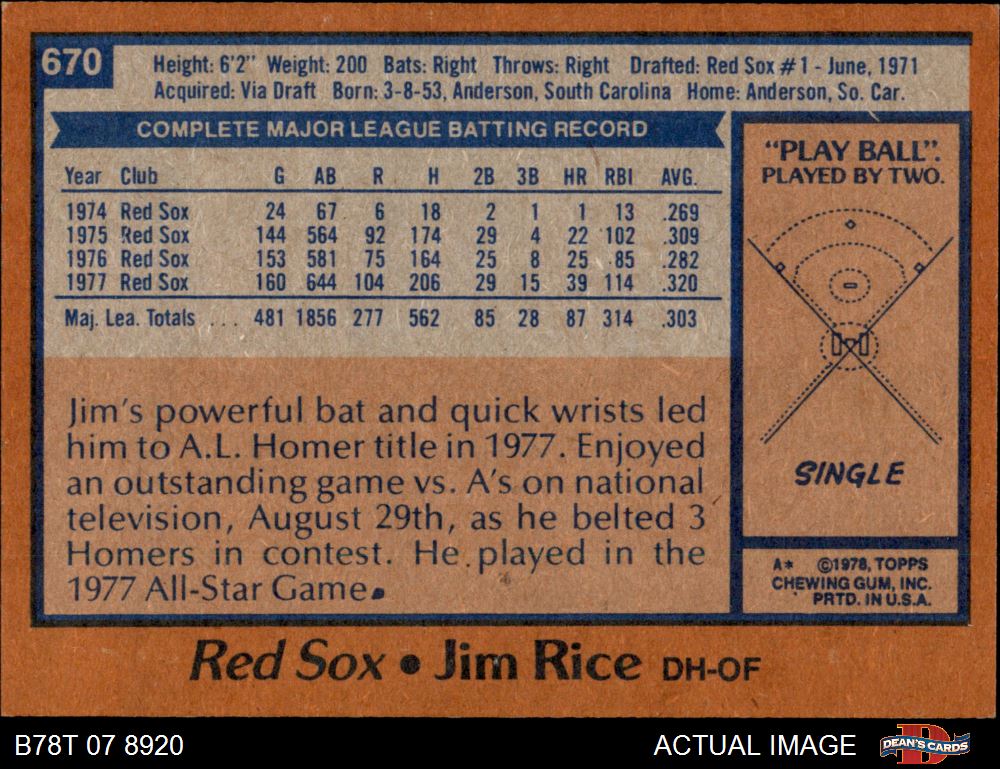 670
Height: 6'2" Weight: 200 Bats: Right Throws: Right Drafted: Red Sox #1 - June, 1971
Acquired: Via Draft Born: 3-8-53, Anderson, South Carolina Home: Anderson, So. Car.
COMPLETE MAJOR LEAGUE BATTING RECORD
Year Club G AB R H 2B 3B HR RBI AVG.
1974 Red Sox 24 67 6 18 2 1 1 13 .269
1975 Red Sox 144 564 92 174 29 4 22 102 .309
1976 Red Sox 153 581 75 164 25 8 25 85 .282
1977 Red Sox 160 644 104 206 29 15 39 114 .320
Maj. Lea. Totals ... 481 1856 277 562 85 28 87 314 .303
Jim's powerful bat and quick wrists led
him to A.L. Homer title in 1977. Enjoyed
an outstanding game vs. A's on national
television, August 29th, as he belted 3
Homers in contest. He played in the
1977 All-Star Game.
"PLAY BALL".
PLAYED BY TWO.
SINGLE
A* ©1978, TOPPS
CHEWING GUM, INC.
PRTD. IN U.S.A.
Red Sox • Jim Rice DH-OF
B78T 07 8920
ACTUAL IMAGE
D
DEAN'S CARDS